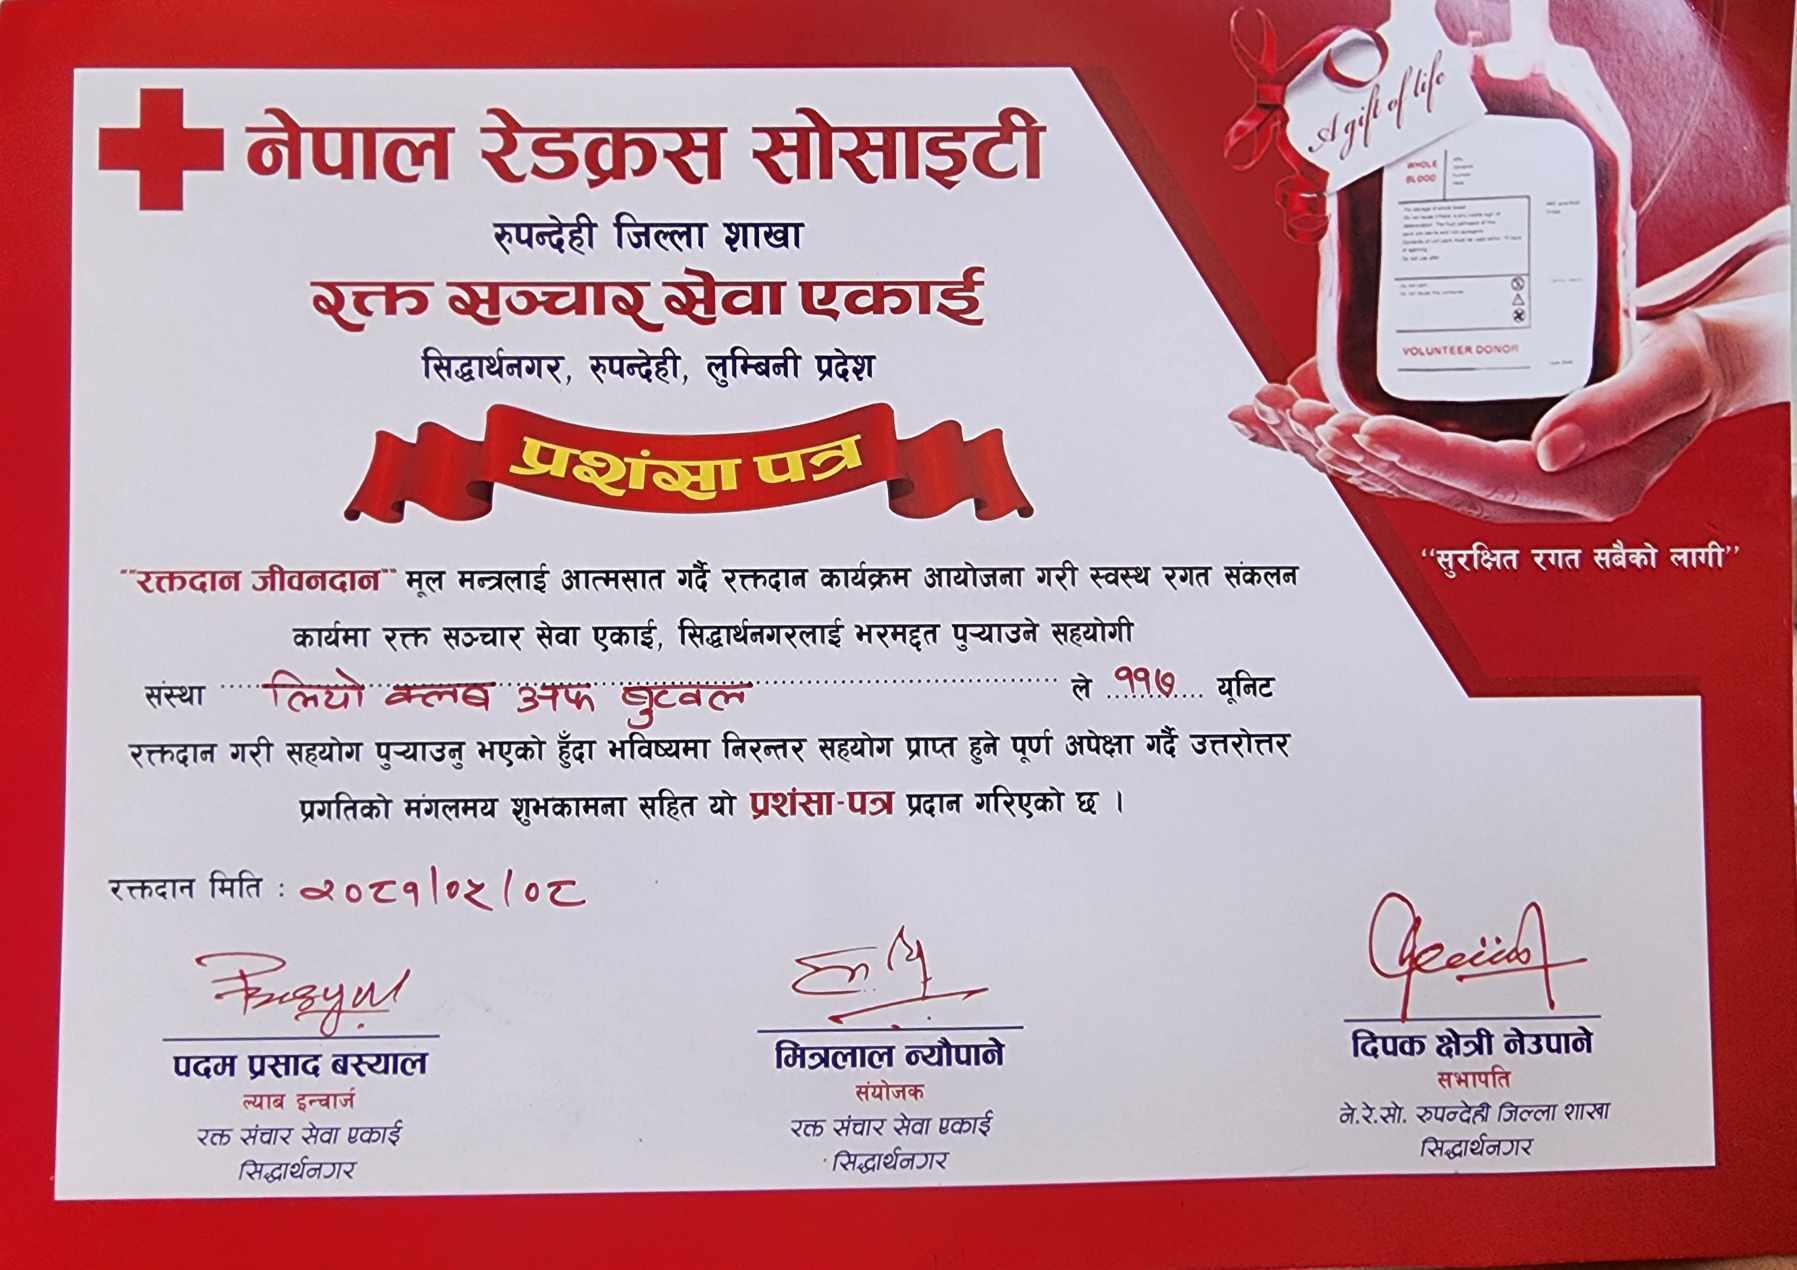 नेपाल रेडक्रस सोसाइटी
रुपन्देही जिल्ला शाखा
रक्त सञ्चार सेवा एकाई
सिद्धार्थनगर, रुपन्देही, लुम्बिनी प्रदेश
प्रशंसा पत्र
A gift of life
WHOLE
BLOOD
VOLUNTEER DONOR
‘‘सुरक्षित रगत सबैको लागी’’
"रक्तदान जीवनदान" मूल मन्त्रलाई आत्मसात गर्दै रक्तदान कार्यक्रम आयोजना गरी स्वस्थ रगत संकलन
कार्यमा रक्त सञ्चार सेवा एकाई, सिद्धार्थनगरलाई भरमद्दत पुऱ्याउने सहयोगी
संस्था लियो क्लब अफ बुटवल ले ११७ यूनिट
रक्तदान गरी सहयोग पुऱ्याउनु भएको हुँदा भविष्यमा निरन्तर सहयोग प्राप्त हुने पूर्ण अपेक्षा गर्दै उत्तरोत्तर
प्रगतिको मंगलमय शुभकामना सहित यो प्रशंसा-पत्र प्रदान गरिएको छ ।
रक्तदान मिति : २०८१/०५/०८
पदम प्रसाद बस्याल
ल्याब इन्चार्ज
रक्त संचार सेवा एकाई
सिद्धार्थनगर
मित्रलाल न्यौपाने
संयोजक
रक्त संचार सेवा एकाई
सिद्धार्थनगर
दिपक क्षेत्री नेउपाने
सभापति
ने.रे.सो. रुपन्देही जिल्ला शाखा
सिद्धार्थनगर